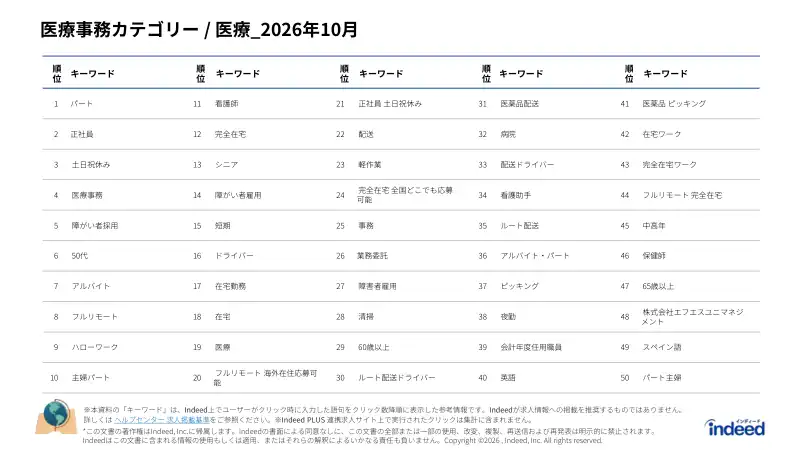 医療事務カテゴリー / 医療_2026年10月
順位 キーワード 順位 キーワード 順位 キーワード 順位 キーワード 順位 キーワード
1 パート 11 看護師 21 正社員 土日祝休み 31 医薬品配送 41 医薬品 ピッキング
2 正社員 12 完全在宅 22 配送 32 病院 42 在宅ワーク
3 土日祝休み 13 シニア 23 軽作業 33 配送ドライバー 43 完全在宅ワーク
4 医療事務 14 障がい者雇用 24 完全在宅 全国どこでも応募可能 34 看護助手 44 フルリモート 完全在宅
5 障がい者採用 15 短期 25 事務 35 ルート配送 45 中高年
6 50代 16 ドライバー 26 業務委託 36 アルバイト・パート 46 保健師
7 アルバイト 17 在宅勤務 27 障害者雇用 37 ピッキング 47 65歳以上
8 フルリモート 18 在宅 28 清掃 38 夜勤 48 株式会社エフエスユニマネジメント
9 ハローワーク 19 医療 29 60歳以上 39 会計年度任用職員 49 スペイン語
10 主婦パート 20 フルリモート 海外在住応募可能 30 ルート配送ドライバー 40 英語 50 パート主婦
※本資料の「キーワード」は、Indeed上でユーザーがクリック時に入力した語句をクリック数降順に表示した参考情報です。Indeedが求人情報への掲載を推奨するものではありません。
詳しくは ヘルプセンター 求人掲載基準をご参照ください。※Indeed PLUS 連携求人サイト上で実行されたクリックは集計に含まれません。
*この文書の著作権はIndeed, Inc.に帰属します。Indeedの書面による同意なしに、この文書の全部または一部の使用、改変、複製、再送信および再発表は明示的に禁止されます。
Indeedはこの文書に含まれる情報の使用もしくは適用、またはそれらの解釈によるいかなる責任も負いません。Copyright ©2026 , Indeed, Inc. All rights reserved.
インディード
indeed